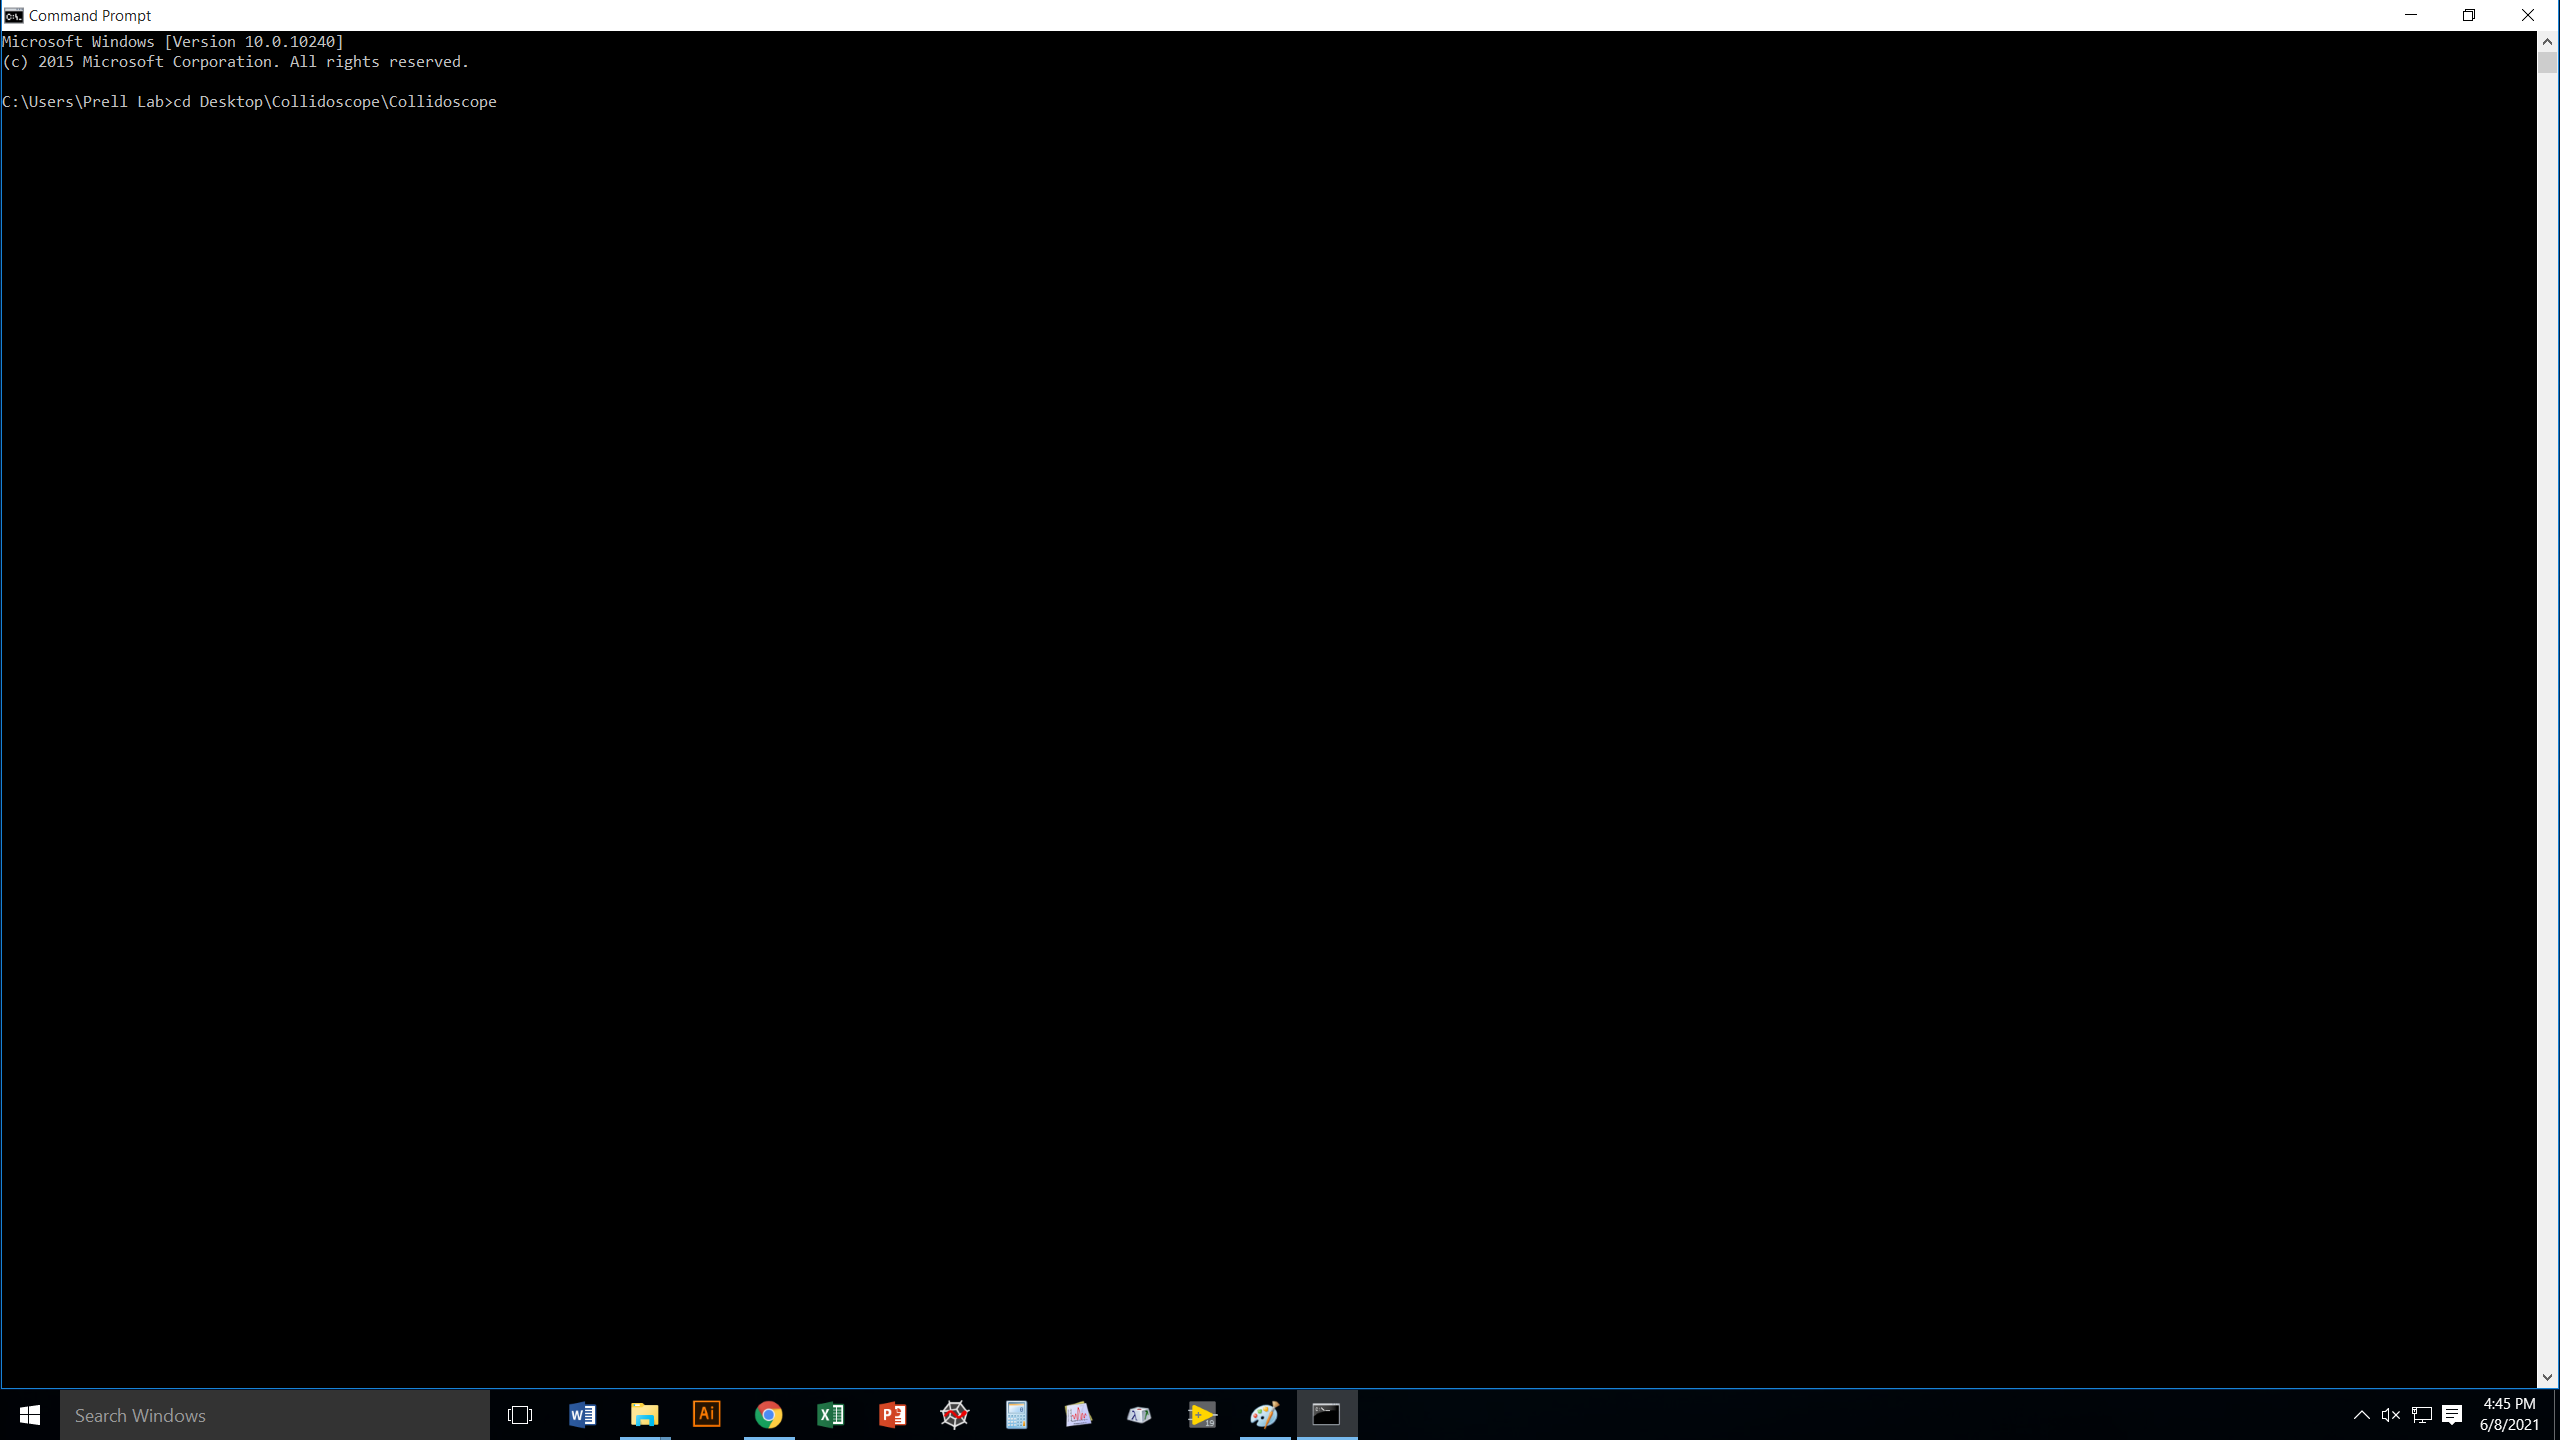 Command Prompt
Microsoft Windows [Version 10.0.10240]
(c) 2015 Microsoft Corporation. All rights reserved.
C:\Users\Prell Lab>cd Desktop\Collidoscope\Collidoscope
Search Windows
4:45 PM
6/8/2021